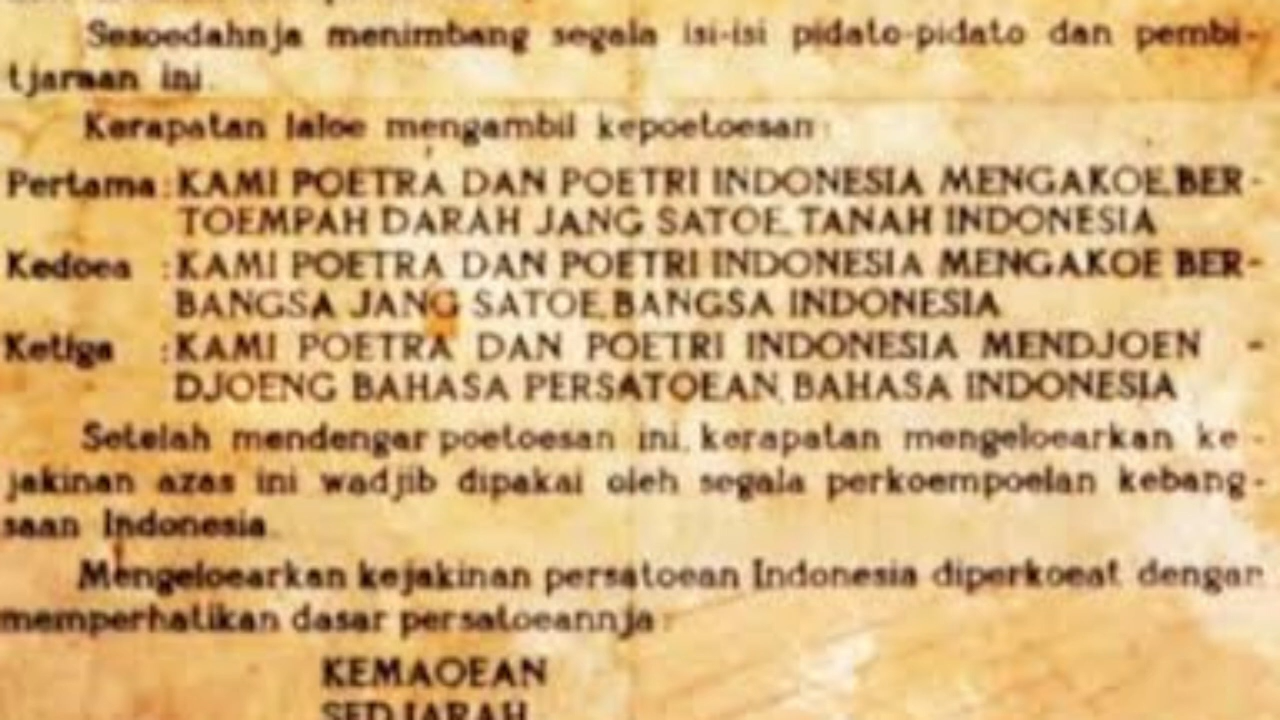 Sesoedahnja menimbang segala isi-isi pidato-pidato dan pembi-
tjaraan ini.
Kerapatan laloe mengambil kepoetoesan:
Pertama : KAMI POETRA DAN POETRI INDONESIA MENGAKOE BER-
TOEMPAH DARAH JANG SATOE, TANAH INDONESIA
Kedoea : KAMI POETRA DAN POETRI INDONESIA MENGAKOE BER-
BANGSA JANG SATOE, BANGSA INDONESIA
Ketiga : KAMI POETRA DAN POETRI INDONESIA MENDJOEN -
DJOENG BAHASA PERSATOEAN, BAHASA INDONESIA
Setelah mendengar poetoesan ini, kerapatan mengeloearkan ke-
jakinan azas ini wadjib dipakai oleh segala perkoempoelan kebang-
saan Indonesia.
Mengeloearkan kejakinan persatoean Indonesia diperkoeat dengan
memperhatikan dasar persatoeannja :
KEMAOEAN
SEDJARAH